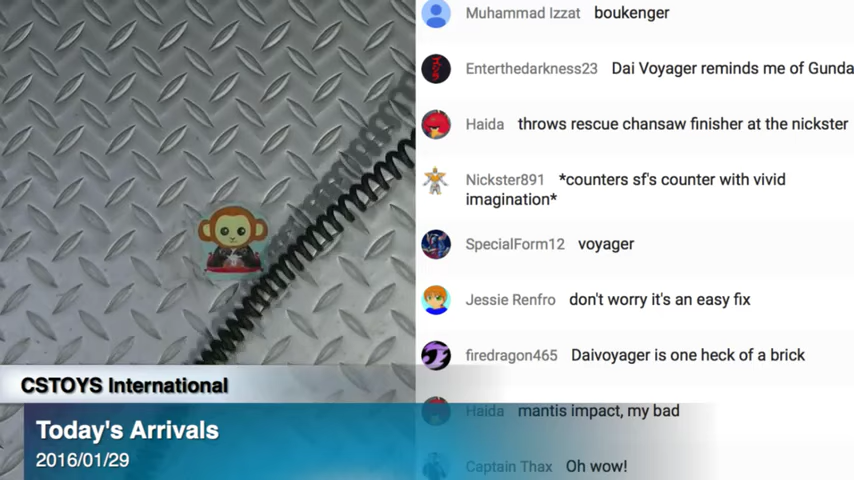 Muhammad Izzat boukenger
Enterthedarkness23 Dai Voyager reminds me of Gunda
Haida throws rescue chansaw finisher at the nickster
Nickster891 *counters sf's counter with vivid
imagination*
SpecialForm12 voyager
Jessie Renfro don't worry it's an easy fix
firedragon465 Daivoyager is one heck of a brick
Haida mantis impact, my bad
Captain Thax Oh wow!
CSTOYS International
Today's Arrivals
2016/01/29